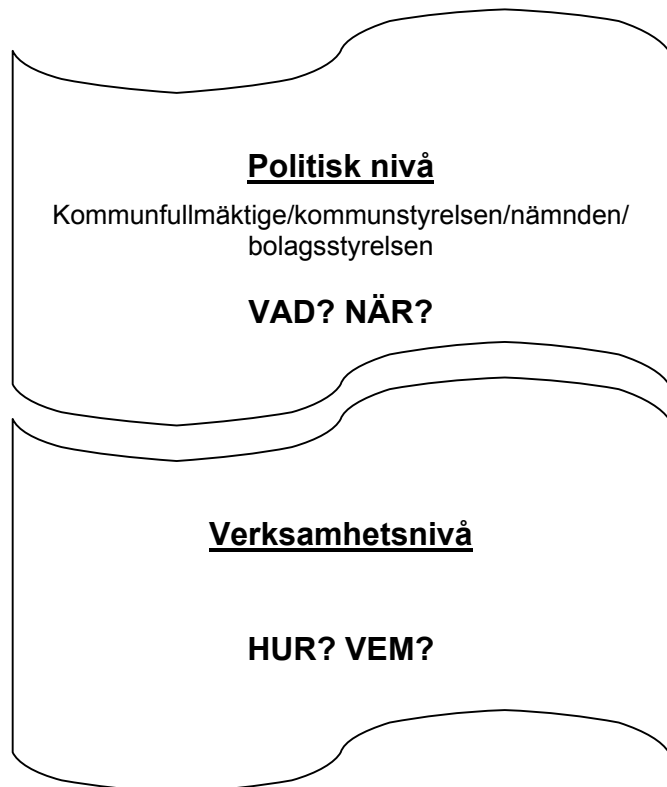 Politisk nivå
Kommunfullmäktige/kommunstyrelsen/nämnden/
bolagsstyrelsen
VAD? NÄR?
Verksamhetsnivå
HUR? VEM?